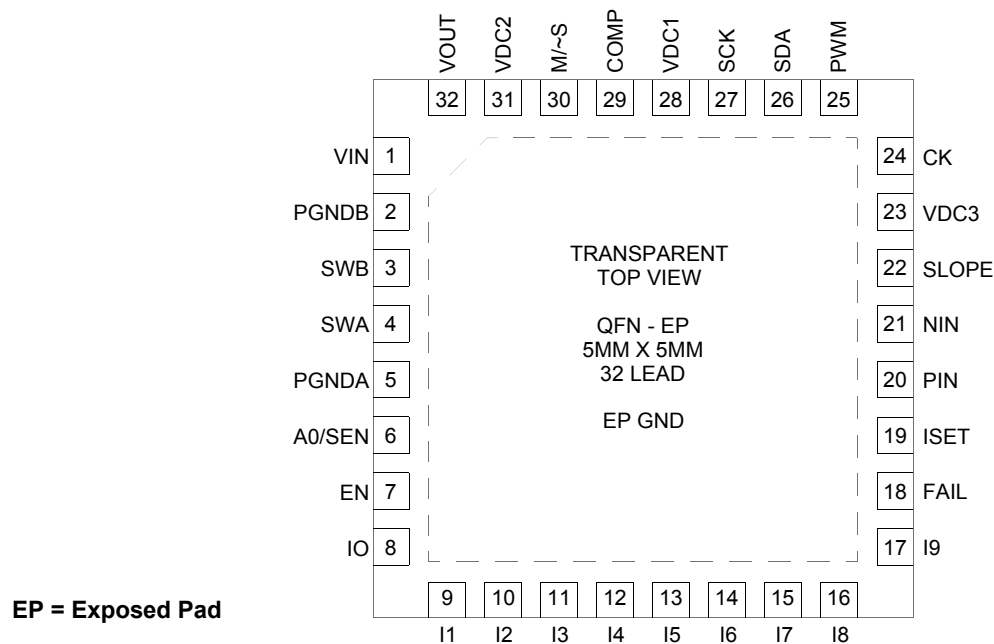 VOUT VDC2 M/~S COMP VDC1 SCK SDA PWM
32 31 30 29 28 27 26 25
VIN 1
PGNDB 2
SWB 3
SWA 4
PGNDA 5
A0/SEN 6
EN 7
IO 8
TRANSPARENT
TOP VIEW
QFN - EP
5MM X 5MM
32 LEAD
EP GND
24 CK
23 VDC3
22 SLOPE
21 NIN
20 PIN
19 ISET
18 FAIL
17 I9
9 10 11 12 13 14 15 16
I1 I2 I3 I4 I5 I6 I7 I8
EP = Exposed Pad